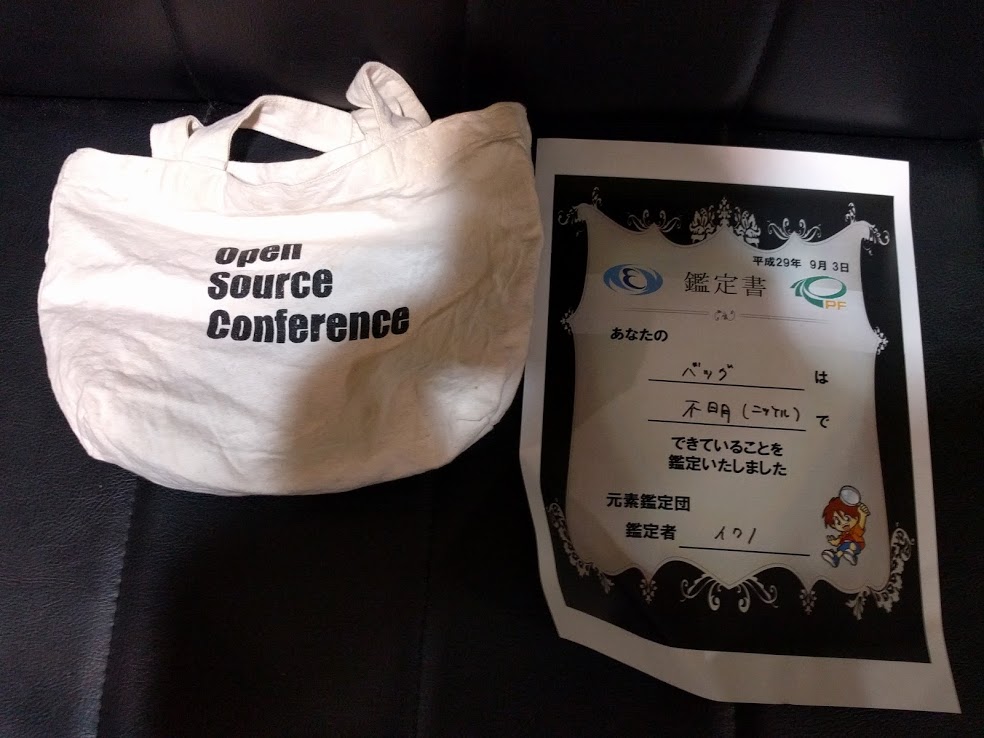 Open
Source
Conference
平成29年 9月 3日
鑑定書
PF
あなたの
バッグ は
不明(ニッケル) で
できていることを
鑑定いたしました
元素鑑定団
鑑定者 イワノ